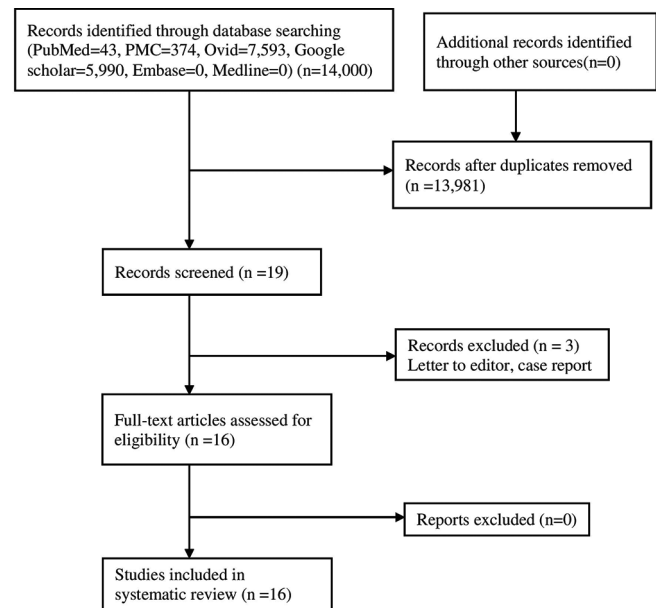 Records identified through database searching
(PubMed=43, PMC=374, Ovid=7,593, Google
scholar=5,990, Embase=0, Medline=0) (n=14,000)
Additional records identified
through other sources(n=0)
Records after duplicates removed
(n =13,981)
Records screened (n =19)
Records excluded (n = 3)
Letter to editor, case report
Full-text articles assessed for
eligibility (n =16)
Reports excluded (n=0)
Studies included in
systematic review (n =16)